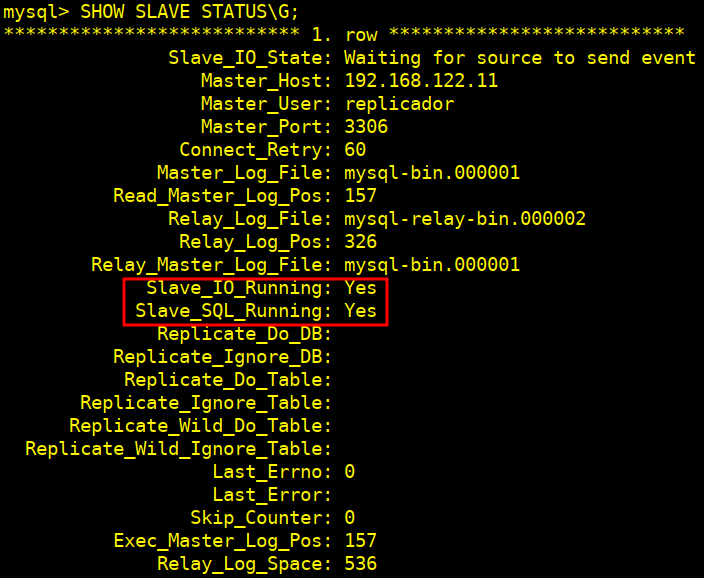 mysql> SHOW SLAVE STATUS\G;
*************************** 1. row ***************************
Slave_IO_State: Waiting for source to send event
Master_Host: 192.168.122.11
Master_User: replicador
Master_Port: 3306
Connect_Retry: 60
Master_Log_File: mysql-bin.000001
Read_Master_Log_Pos: 157
Relay_Log_File: mysql-relay-bin.000002
Relay_Log_Pos: 326
Relay_Master_Log_File: mysql-bin.000001
Slave_IO_Running: Yes
Slave_SQL_Running: Yes
Replicate_Do_DB:
Replicate_Ignore_DB:
Replicate_Do_Table:
Replicate_Ignore_Table:
Replicate_Wild_Do_Table:
Replicate_Wild_Ignore_Table:
Last_Errno: 0
Last_Error:
Skip_Counter: 0
Exec_Master_Log_Pos: 157
Relay_Log_Space: 536